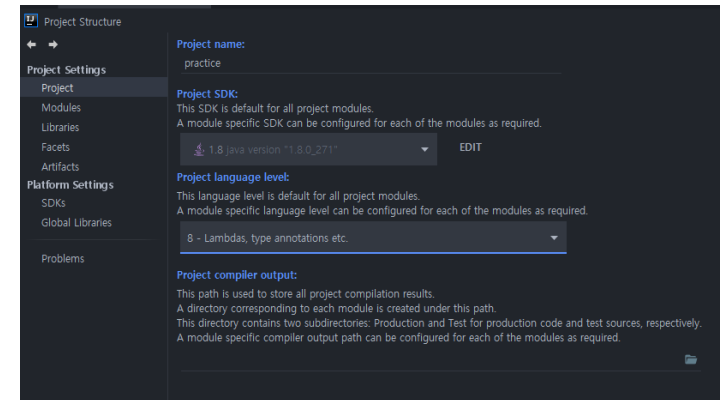 IJ
Project Structure
Project Settings
Project
Modules
Libraries
Facets
Artifacts
Platform Settings
SDKs
Global Libraries
Problems
Project name:
practice
Project SDK:
This SDK is default for all project modules.
A module specific SDK can be configured for each of the modules as required.
1.8 java version "1.8.0_271"
EDIT
Project language level:
This language level is default for all project modules.
A module specific language level can be configured for each of the modules as required.
8 - Lambdas, type annotations etc.
Project compiler output:
This path is used to store all project compilation results.
A directory corresponding to each module is created under this path.
This directory contains two subdirectories: Production and Test for production code and test sources, respectively.
A module specific compiler output path can be configured for each of the modules as required.